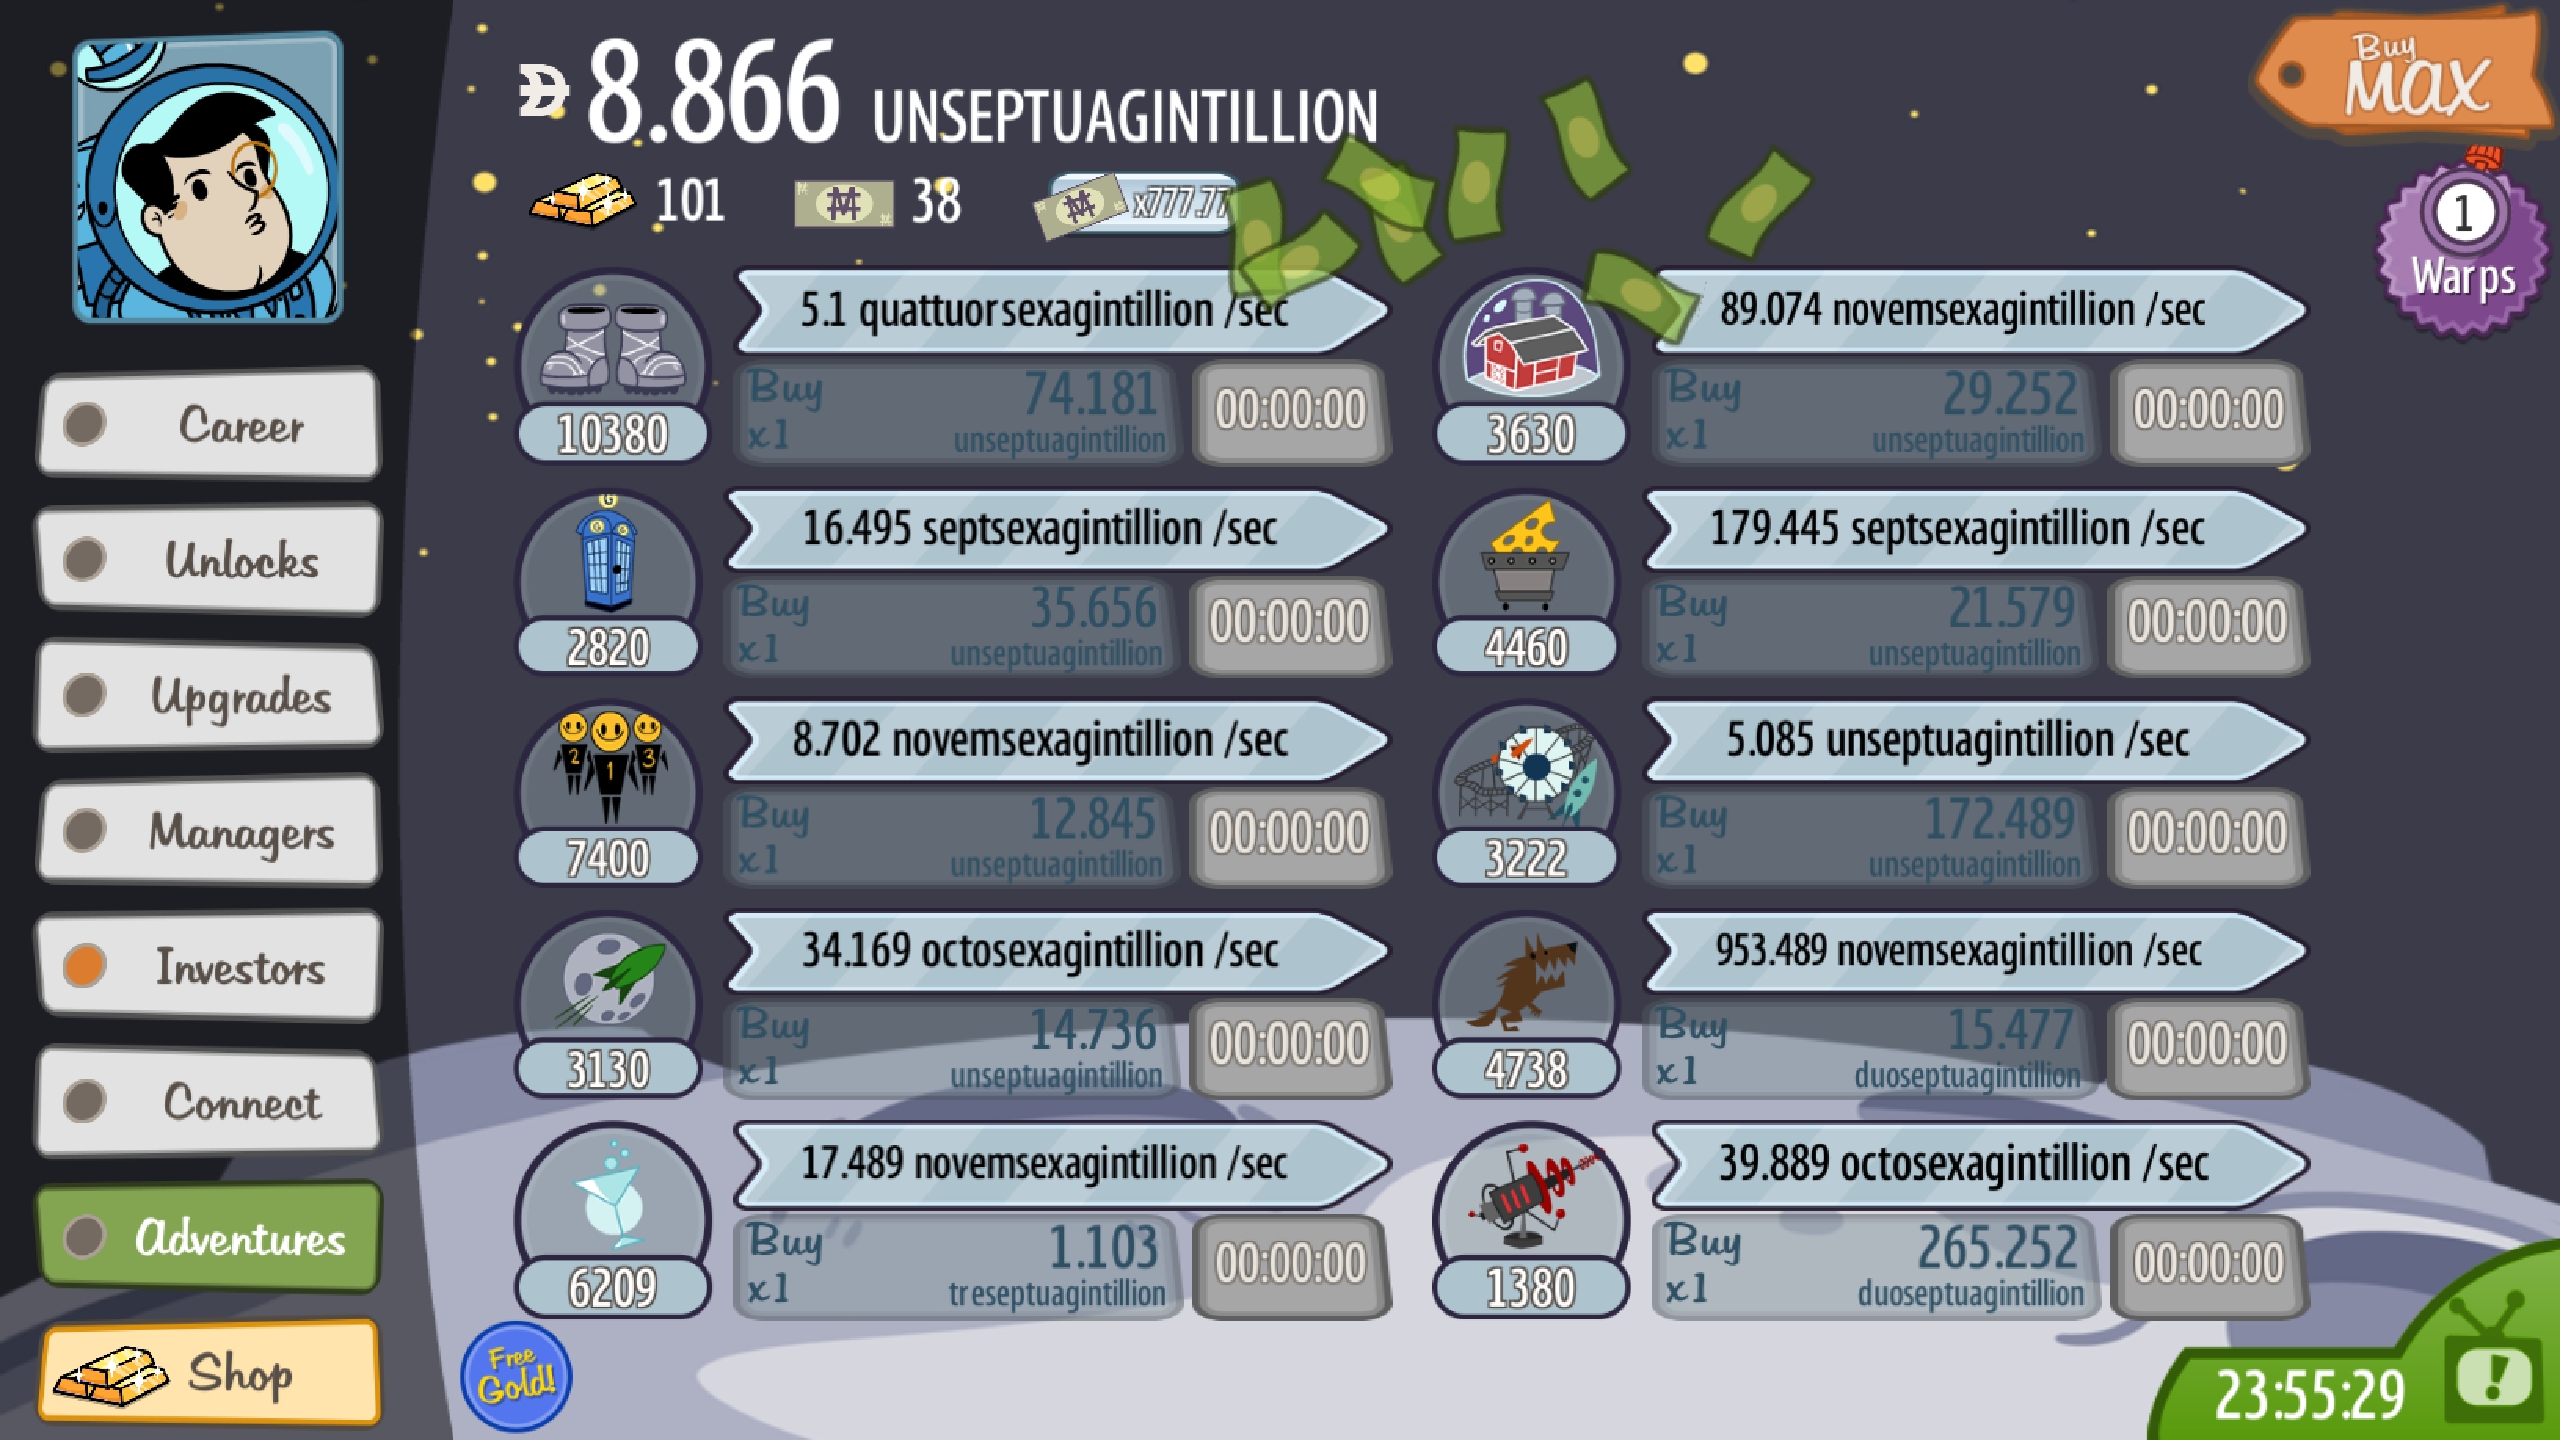 8.866 UNSEPTUAGINTILLION
Buy
MAX
101
38
x777.77
1
Warps
5.1 quattuorsexagintillion /sec
Buy
x1
74.181
unseptuagintillion
00:00:00
10380
89.074 novemsexagintillion /sec
Buy
x1
29.252
unseptuagintillion
00:00:00
3630
16.495 septsexagintillion /sec
Buy
x1
35.656
unseptuagintillion
00:00:00
2820
179.445 septsexagintillion /sec
Buy
x1
21.579
unseptuagintillion
00:00:00
4460
2 1 3
8.702 novemsexagintillion /sec
Buy
x1
12.845
unseptuagintillion
00:00:00
7400
5.085 unseptuagintillion /sec
Buy
x1
172.489
unseptuagintillion
00:00:00
3222
34.169 octosexagintillion /sec
Buy
x1
14.736
unseptuagintillion
00:00:00
3130
953.489 novemsexagintillion /sec
Buy
x1
15.477
duoseptuagintillion
00:00:00
4738
17.489 novemsexagintillion /sec
Buy
x1
1.103
treseptuagintillion
00:00:00
6209
39.889 octosexagintillion /sec
Buy
x1
265.252
duoseptuagintillion
00:00:00
1380
Career
Unlocks
Upgrades
Managers
Investors
Connect
Adventures
Shop
Free
Gold!
23:55:29
!